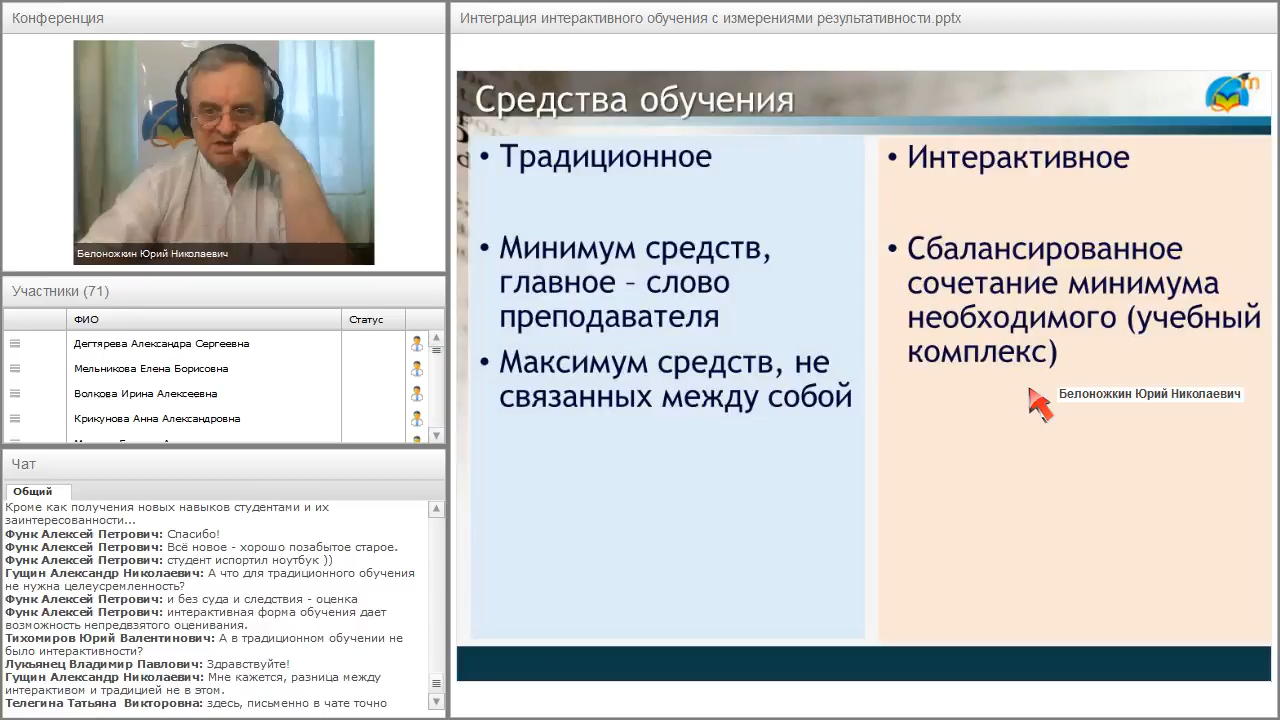 Конференция
Белоножкин Юрий Николаевич
Участники (71)
ФИО
Статус
Дегтярева Александра Сергеевна
Мельникова Елена Борисовна
Волкова Ирина Алексеевна
Крикунова Анна Александровна
Чат
Общий
Кроме как получения новых навыков студентами и их
заинтересованности...
Функ Алексей Петрович: Спасибо!
Функ Алексей Петрович: Всё новое - хорошо позабытое старое.
Функ Алексей Петрович: студент испортил ноутбук ))
Гущин Александр Николаевич: А что для традиционного обучения
не нужна целеусремленность?
Функ Алексей Петрович: и без суда и следствия - оценка
Функ Алексей Петрович: интерактивная форма обучения дает
возможность непредвзятого оценивания.
Тихомиров Юрий Валентинович: А в традиционном обучении не
было интерактивности?
Лукьянец Владимир Павлович: Здравствуйте!
Гущин Александр Николаевич: Мне кажется, разница между
интерактивом и традицией не в этом.
Телегина Татьяна Викторовна: здесь, письменно в чате точно
Интеграция интерактивного обучения с измерениями результативности.pptx
Средства обучения
• Традиционное
• Минимум средств,
главное – слово
преподавателя
• Максимум средств, не
связанных между собой
• Интерактивное
• Сбалансированное
сочетание минимума
необходимого (учебный
комплекс)
Белоножкин Юрий Николаевич